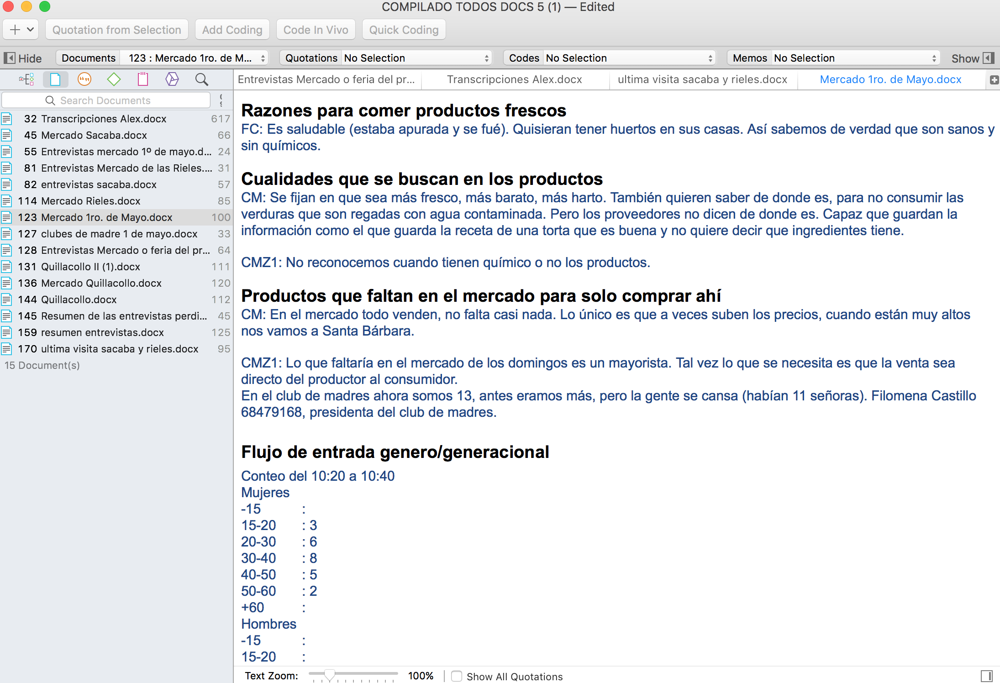 COMPILADO TODOS DOCS 5 (1) — Edited
Quotation from Selection Add Coding Code In Vivo Quick Coding
Hide Documents 123 : Mercado 1ro. de M... Quotations No Selection Codes No Selection Memos No Selection Show
Entrevistas Mercado o feria del pr... Transcripciones Alex.docx ultima visita sacaba y rieles.docx Mercado 1ro. de Mayo.docx
Search Documents
32 Transcripciones Alex.docx 617
45 Mercado Sacaba.docx 66
55 Entrevistas mercado 1º de mayo.d... 24
81 Entrevistas Mercado de las Rieles.... 31
82 entrevistas sacaba.docx 57
114 Mercado Rieles.docx 85
123 Mercado 1ro. de Mayo.docx 100
127 clubes de madre 1 de mayo.docx 33
128 Entrevistas Mercado o feria del pr... 64
131 Quillacollo II (1).docx 111
136 Mercado Quillacollo.docx 120
144 Quillacollo.docx 112
145 Resumen de las entrevistas perdi... 45
159 resumen entrevistas.docx 125
170 ultima visita sacaba y rieles.docx 95
15 Document(s)
Razones para comer productos frescos
FC: Es saludable (estaba apurada y se fué). Quisieran tener huertos en sus casas. Así sabemos de verdad que son sanos y
sin químicos.
Cualidades que se buscan en los productos
CM: Se fijan en que sea más fresco, más barato, más harto. También quieren saber de donde es, para no consumir las
verduras que son regadas con agua contaminada. Pero los proveedores no dicen de donde es. Capaz que guardan la
información como el que guarda la receta de una torta que es buena y no quiere decir que ingredientes tiene.
CMZ1: No reconocemos cuando tienen químico o no los productos.
Productos que faltan en el mercado para solo comprar ahí
CM: En el mercado todo venden, no falta casi nada. Lo único es que a veces suben los precios, cuando están muy altos
nos vamos a Santa Bárbara.
CMZ1: Lo que faltaría en el mercado de los domingos es un mayorista. Tal vez lo que se necesita es que la venta sea
directo del productor al consumidor.
En el club de madres ahora somos 13, antes eramos más, pero la gente se cansa (habían 11 señoras). Filomena Castillo
68479168, presidenta del club de madres.
Flujo de entrada genero/generacional
Conteo del 10:20 a 10:40
Mujeres
-15 :
15-20 : 3
20-30 : 6
30-40 : 8
40-50 : 5
50-60 : 2
+60 :
Hombres
-15 :
15-20 :
Text Zoom: 100% Show All Quotations